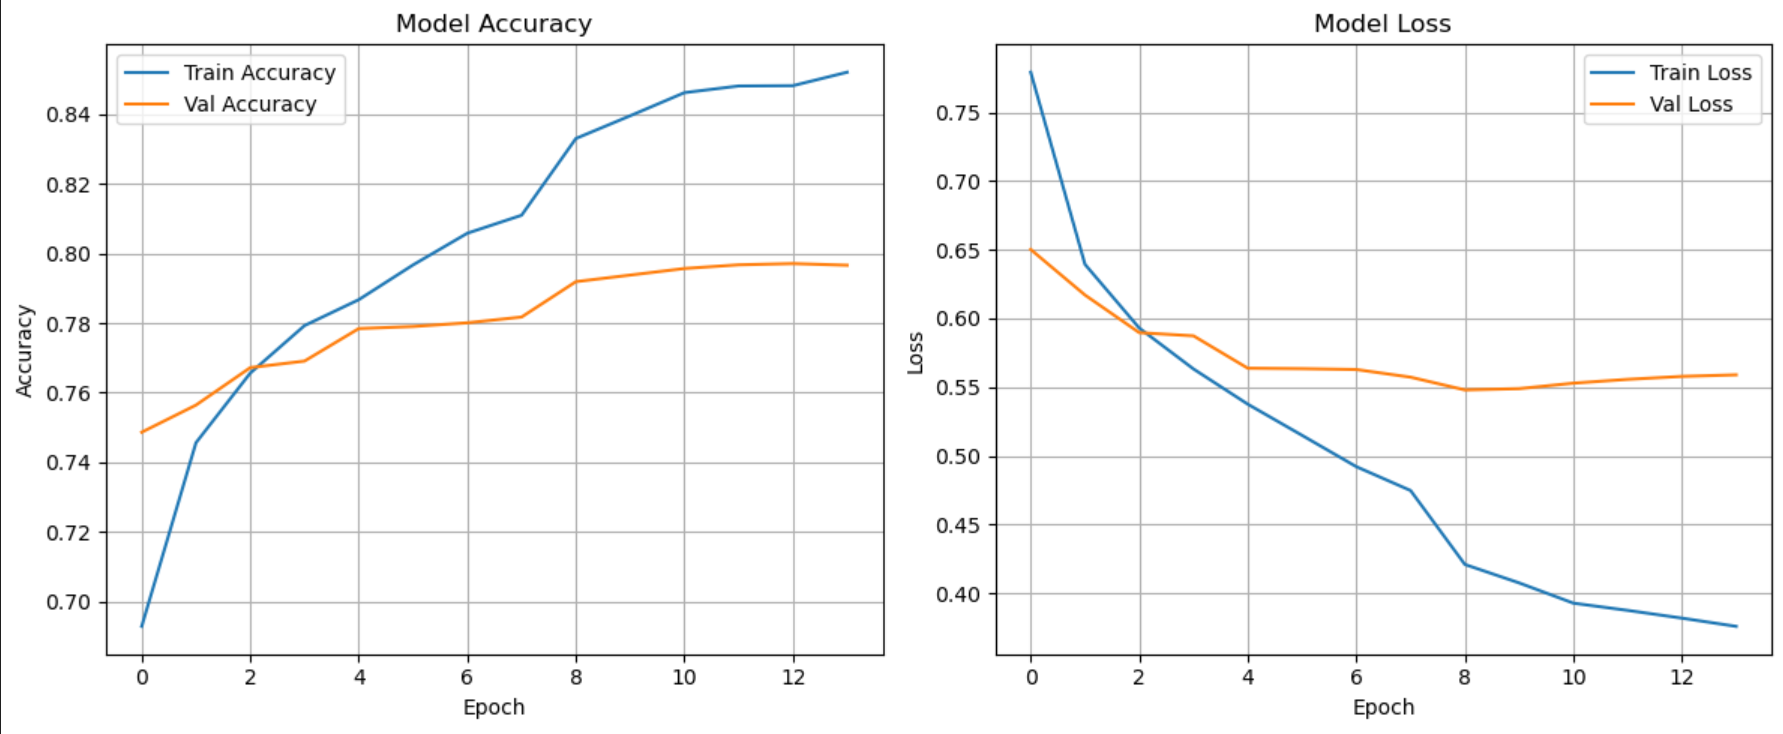 Model Accuracy
Train Accuracy
Val Accuracy
0.84
0.82
0.80
0.78
0.76
0.74
0.72
0.70
Accuracy
0 2 4 6 8 10 12
Epoch
Model Loss
Train Loss
Val Loss
0.75
0.70
0.65
0.60
0.55
0.50
0.45
0.40
Loss
0 2 4 6 8 10 12
Epoch